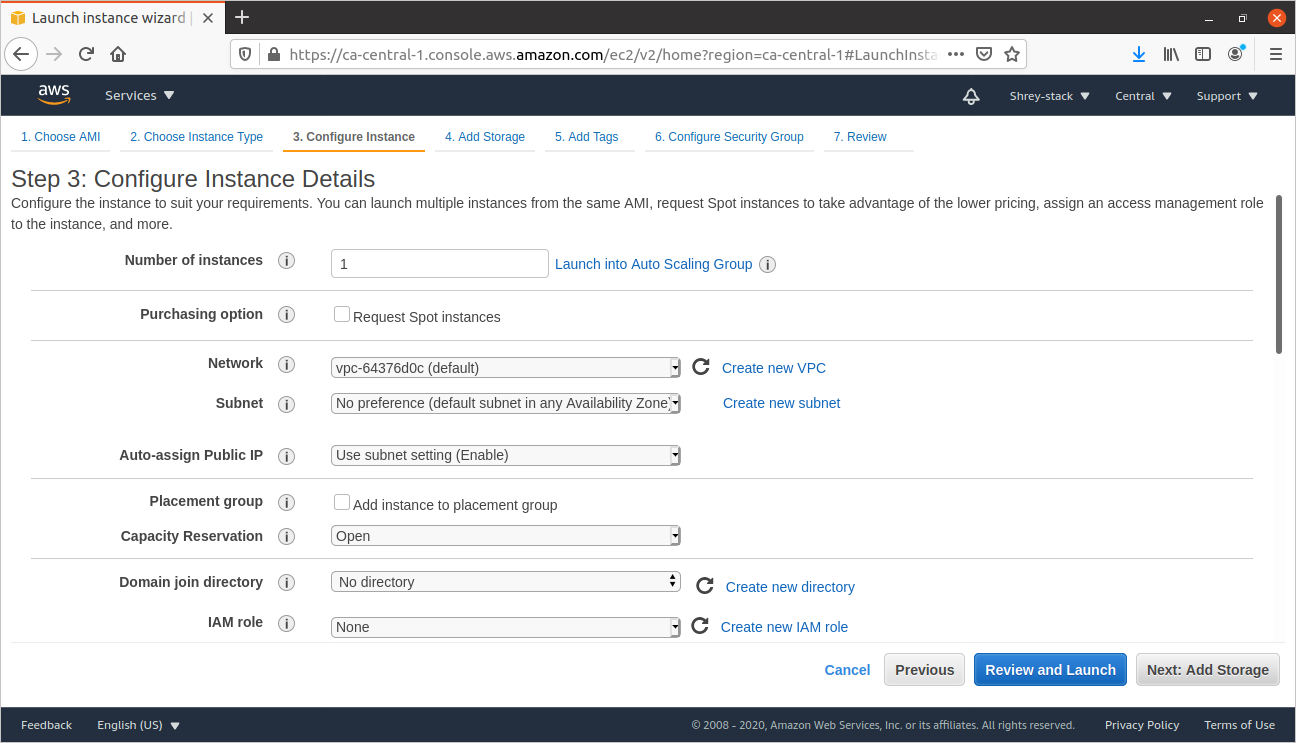 Launch instance wizard
https://ca-central-1.console.aws.amazon.com/ec2/v2/home?region=ca-central-1#LaunchInsta
aws
Services
Shrey-stack
Central
Support
1. Choose AMI
2. Choose Instance Type
3. Configure Instance
4. Add Storage
5. Add Tags
6. Configure Security Group
7. Review
Step 3: Configure Instance Details
Configure the instance to suit your requirements. You can launch multiple instances from the same AMI, request Spot instances to take advantage of the lower pricing, assign an access management role
to the instance, and more.
Number of instances
1
Launch into Auto Scaling Group
Purchasing option
Request Spot instances
Network
vpc-64376d0c (default)
Create new VPC
Subnet
No preference (default subnet in any Availability Zone)
Create new subnet
Auto-assign Public IP
Use subnet setting (Enable)
Placement group
Add instance to placement group
Capacity Reservation
Open
Domain join directory
No directory
Create new directory
IAM role
None
Create new IAM role
Cancel
Previous
Review and Launch
Next: Add Storage
Feedback
English (US)
© 2008 - 2020, Amazon Web Services, Inc. or its affiliates. All rights reserved.
Privacy Policy
Terms of Use